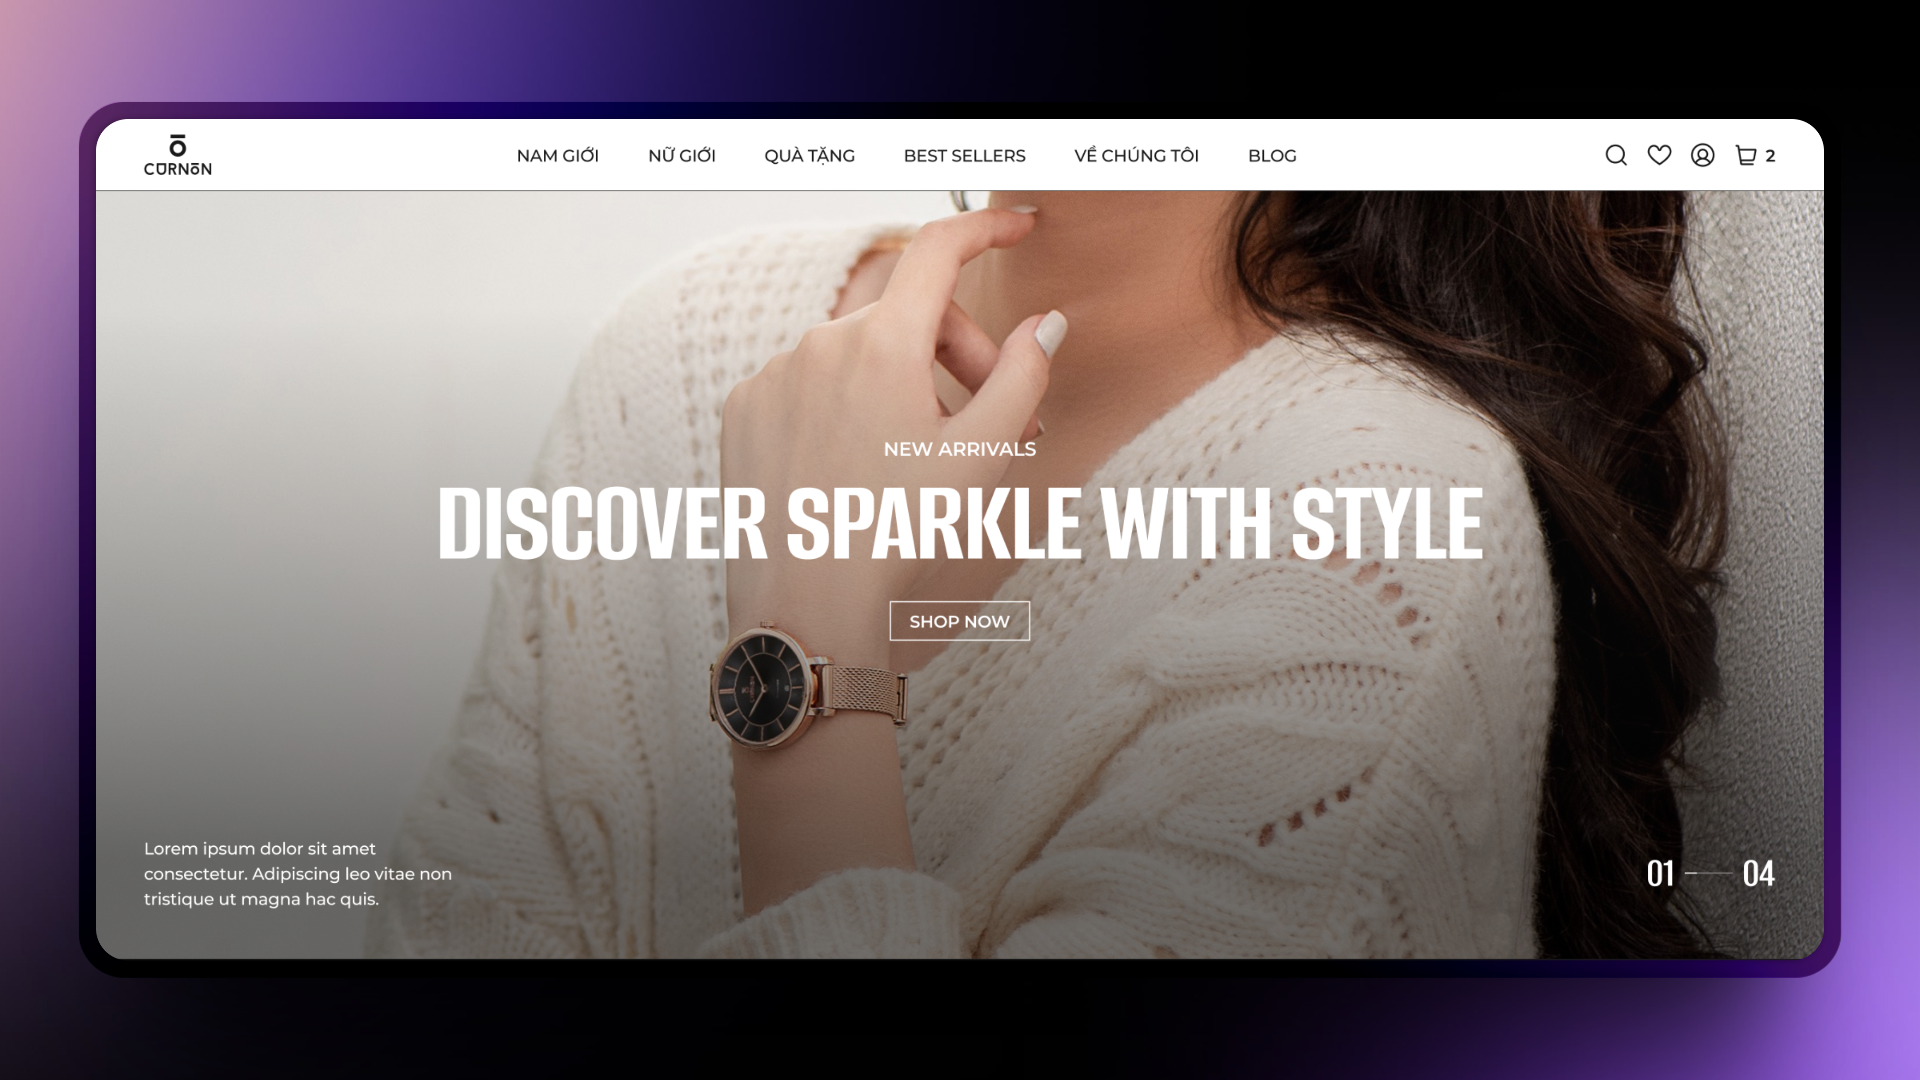 CURNON
NAM GIỚI
NỮ GIỚI
QUÀ TẶNG
BEST SELLERS
VỀ CHÚNG TÔI
BLOG
2
NEW ARRIVALS
DISCOVER SPARKLE WITH STYLE
SHOP NOW
Lorem ipsum dolor sit amet
consectetur. Adipiscing leo vitae non
tristique ut magna hac quis.
01
04